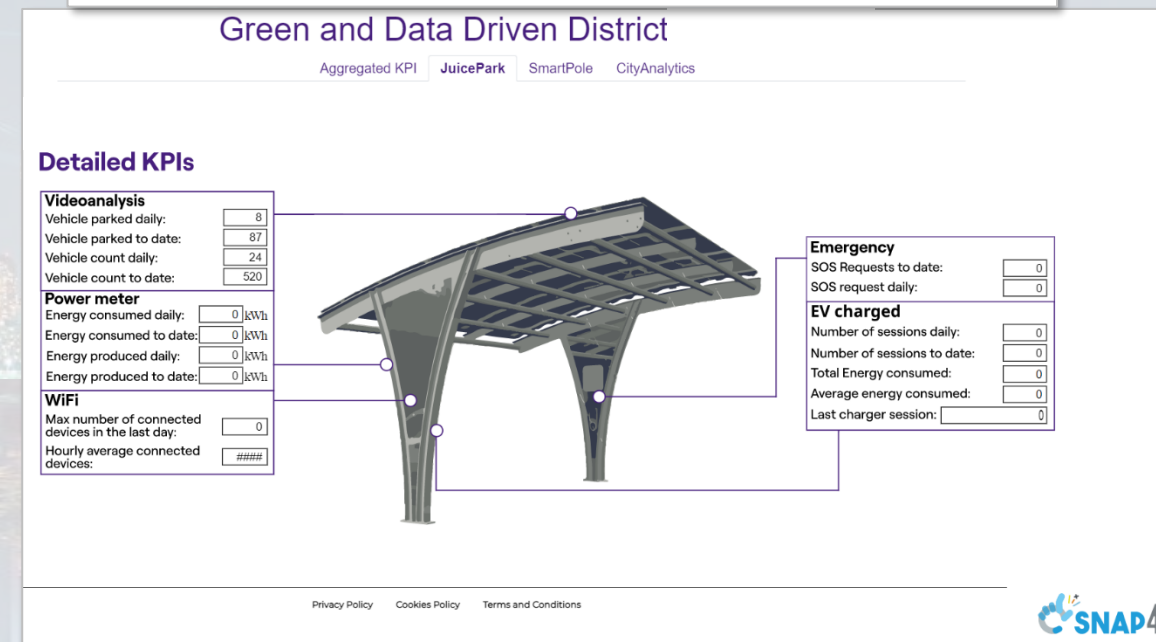 Green and Data Driven District
Aggregated KPI JuicePark SmartPole CityAnalytics
Detailed KPIs
Videoanalysis
Vehicle parked daily: 8
Vehicle parked to date: 87
Vehicle count daily: 24
Vehicle count to date: 520
Power meter
Energy consumed daily: 0 kWh
Energy consumed to date: 0 kWh
Energy produced daily: 0 kWh
Energy produced to date: 0 kWh
WiFi
Max number of connected
devices in the last day: 0
Hourly average connected
devices: ####
Emergency
SOS Requests to date: 0
SOS request daily: 0
EV charged
Number of sessions daily: 0
Number of sessions to date: 0
Total Energy consumed: 0
Average energy consumed: 0
Last charger session: 0
Privacy Policy Cookies Policy Terms and Conditions
SNAP4